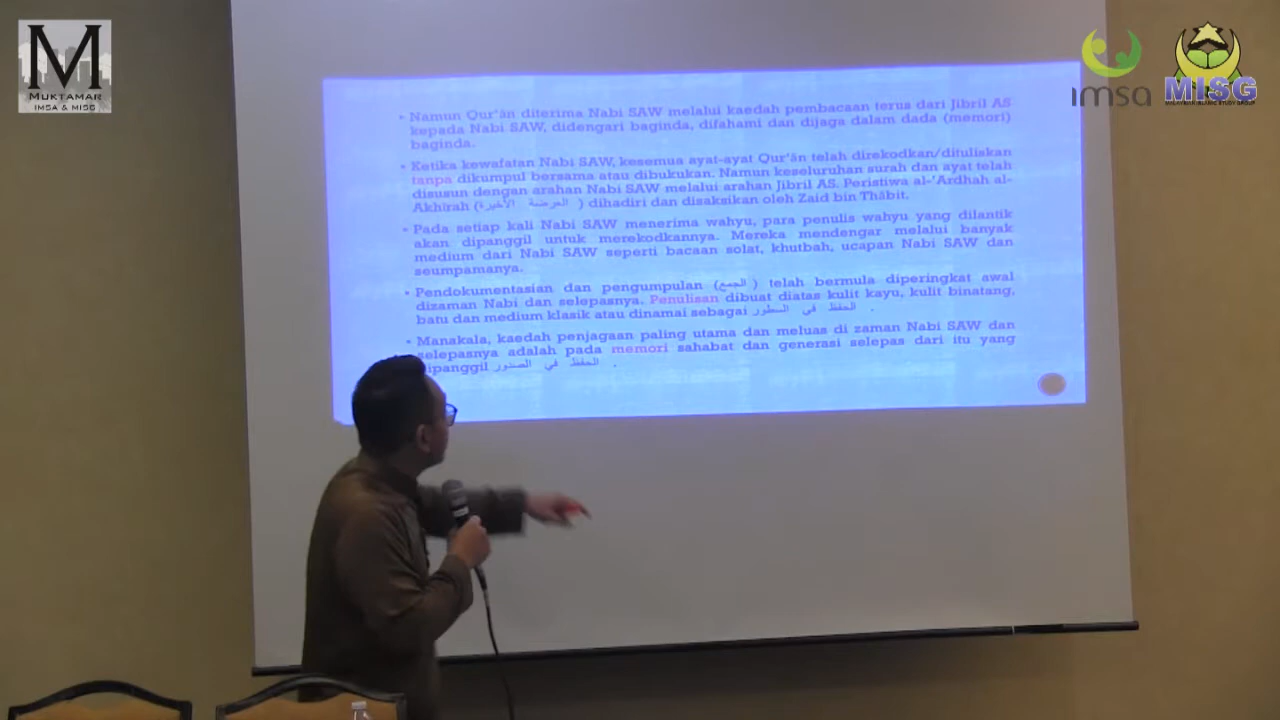 M
MUKTAMAR
IMSA & MISG
imsa
MISG
MALAYSIAN ISLAMIC STUDY GROUP
• Namun Qur'ân diterima Nabi SAW melalui kaedah pembacaan terus dari Jibril AS
kepada Nabi SAW, didengari baginda, difahami dan dijaga dalam dada (memori)
baginda.
• Ketika kewafatan Nabi SAW, kesemua ayat-ayat Qur'ân telah direkodkan/dituliskan
tanpa dikumpul bersama atau dibukukan. Namun keseluruhan surah dan ayat telah
disusun dengan arahan Nabi SAW melalui arahan Jibril AS. Peristiwa al-'Ardhah al-
Akhirah (العرضة الأخيرة ) dihadiri dan disaksikan oleh Zaid bin Thâbit.
• Pada setiap kali Nabi SAW menerima wahyu, para penulis wahyu yang dilantik
akan dipanggil untuk merekodkannya. Mereka mendengar melalui banyak
medium dari Nabi SAW seperti bacaan solat, khutbah, ucapan Nabi SAW dan
seumpamanya.
• Pendokumentasian dan pengumpulan (الجمع ) telah bermula diperingkat awal
dizaman Nabi dan selepasnya. Penulisan dibuat diatas kulit kayu, kulit binatang,
batu dan medium klasik atau dinamai sebagai الحفظ في السطور .
• Manakala, kaedah penjagaan paling utama dan meluas di zaman Nabi SAW dan
selepasnya adalah pada memori sahabat dan generasi selepas dari itu yang
dipanggil الحفظ في الصدور .